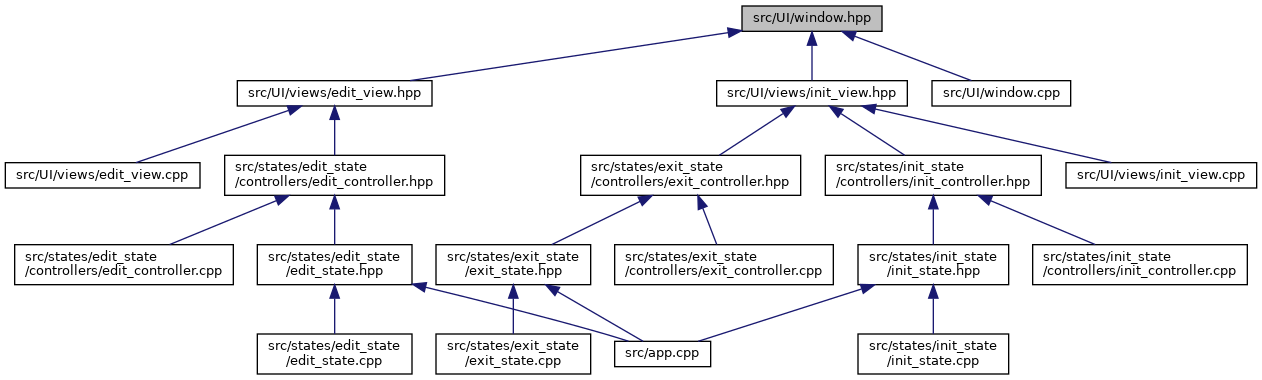 src/UI/window.hpp
src/UI/views/edit_view.hpp
src/UI/views/init_view.hpp
src/UI/window.cpp
src/UI/views/edit_view.cpp
src/states/edit_state
/controllers/edit_controller.hpp
src/states/exit_state
/controllers/exit_controller.hpp
src/states/init_state
/controllers/init_controller.hpp
src/UI/views/init_view.cpp
src/states/edit_state
/controllers/edit_controller.cpp
src/states/edit_state
/edit_state.hpp
src/states/exit_state
/exit_state.hpp
src/states/exit_state
/controllers/exit_controller.cpp
src/states/init_state
/init_state.hpp
src/states/init_state
/controllers/init_controller.cpp
src/states/edit_state
/edit_state.cpp
src/states/exit_state
/exit_state.cpp
src/app.cpp
src/states/init_state
/init_state.cpp